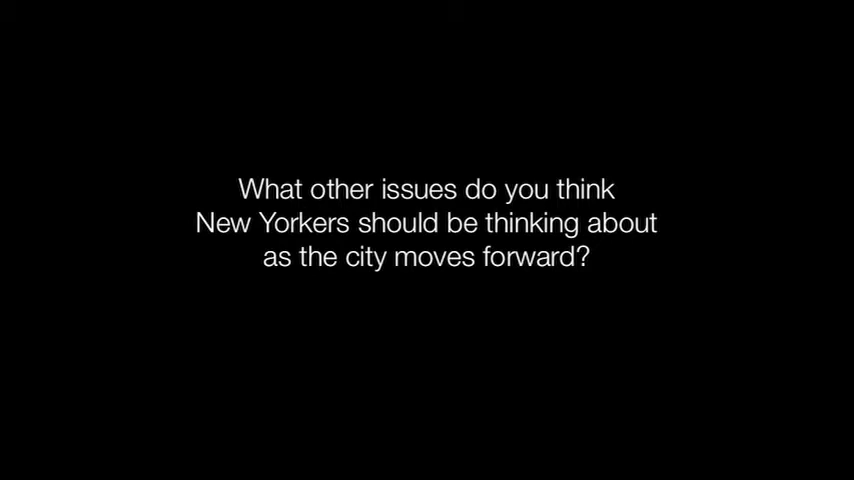 What other issues do you think
New Yorkers should be thinking about
as the city moves forward?